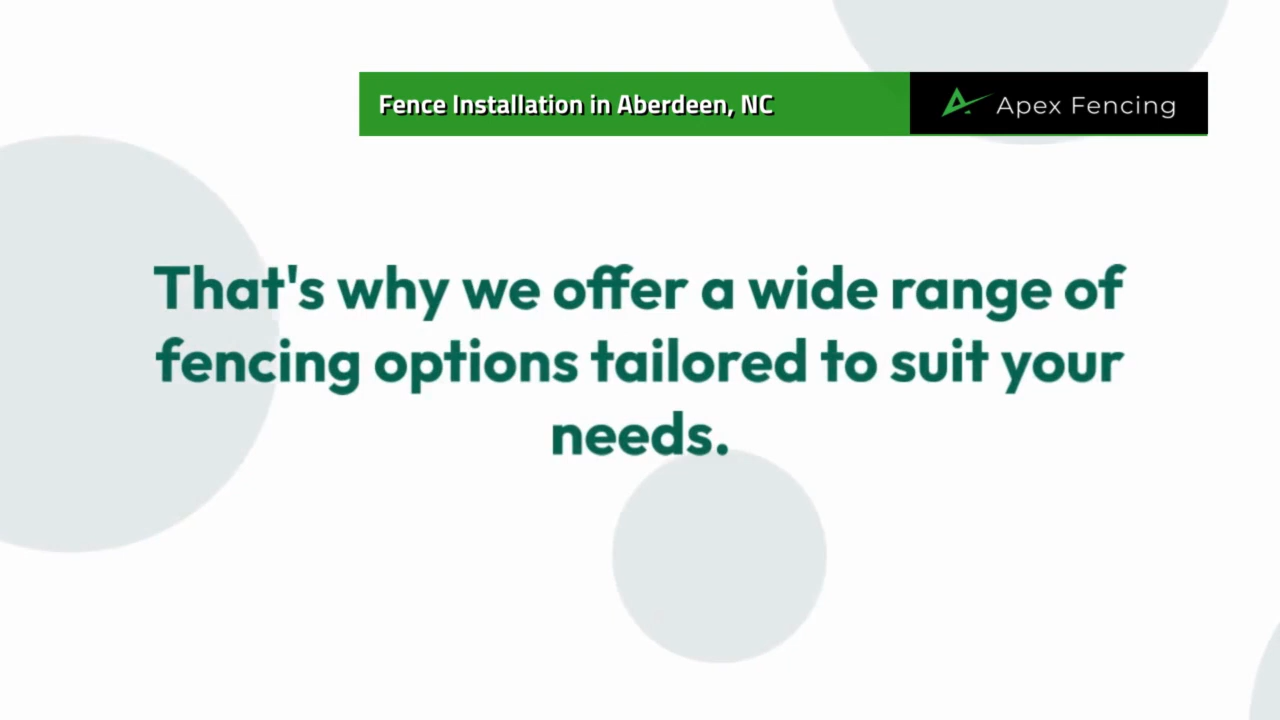 Fence Installation in Aberdeen, NC
Apex Fencing
That's why we offer a wide range of
fencing options tailored to suit your
needs.